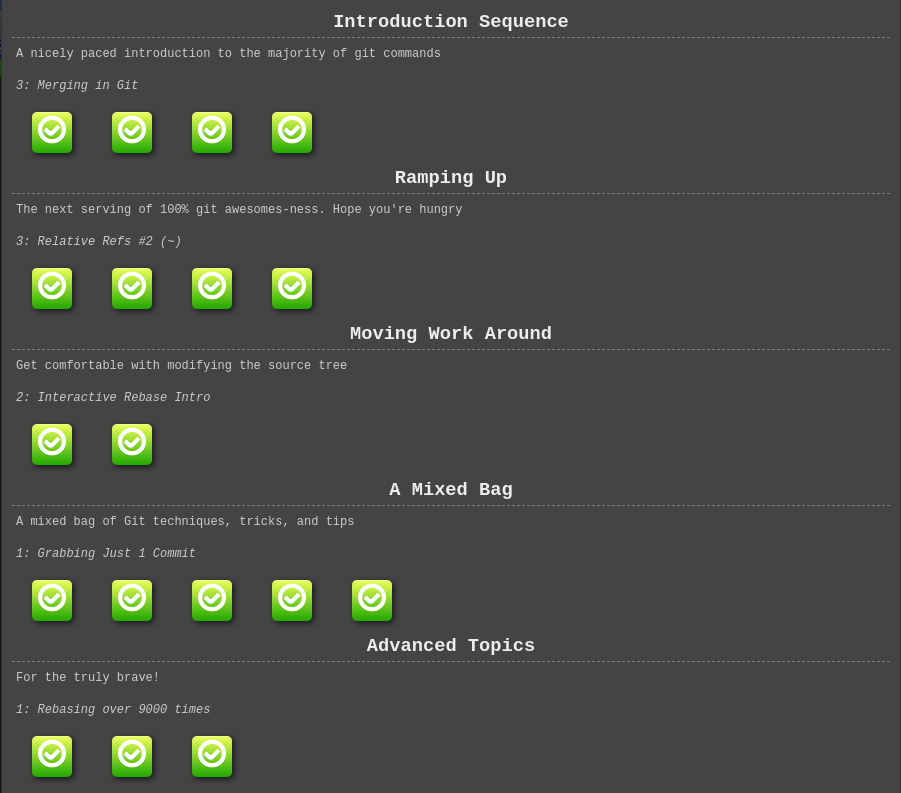 Introduction Sequence
A nicely paced introduction to the majority of git commands
3: Merging in Git
Ramping Up
The next serving of 100% git awesomes-ness. Hope you're hungry
3: Relative Refs #2 (~)
Moving Work Around
Get comfortable with modifying the source tree
2: Interactive Rebase Intro
A Mixed Bag
A mixed bag of Git techniques, tricks, and tips
1: Grabbing Just 1 Commit
Advanced Topics
For the truly brave!
1: Rebasing over 9000 times